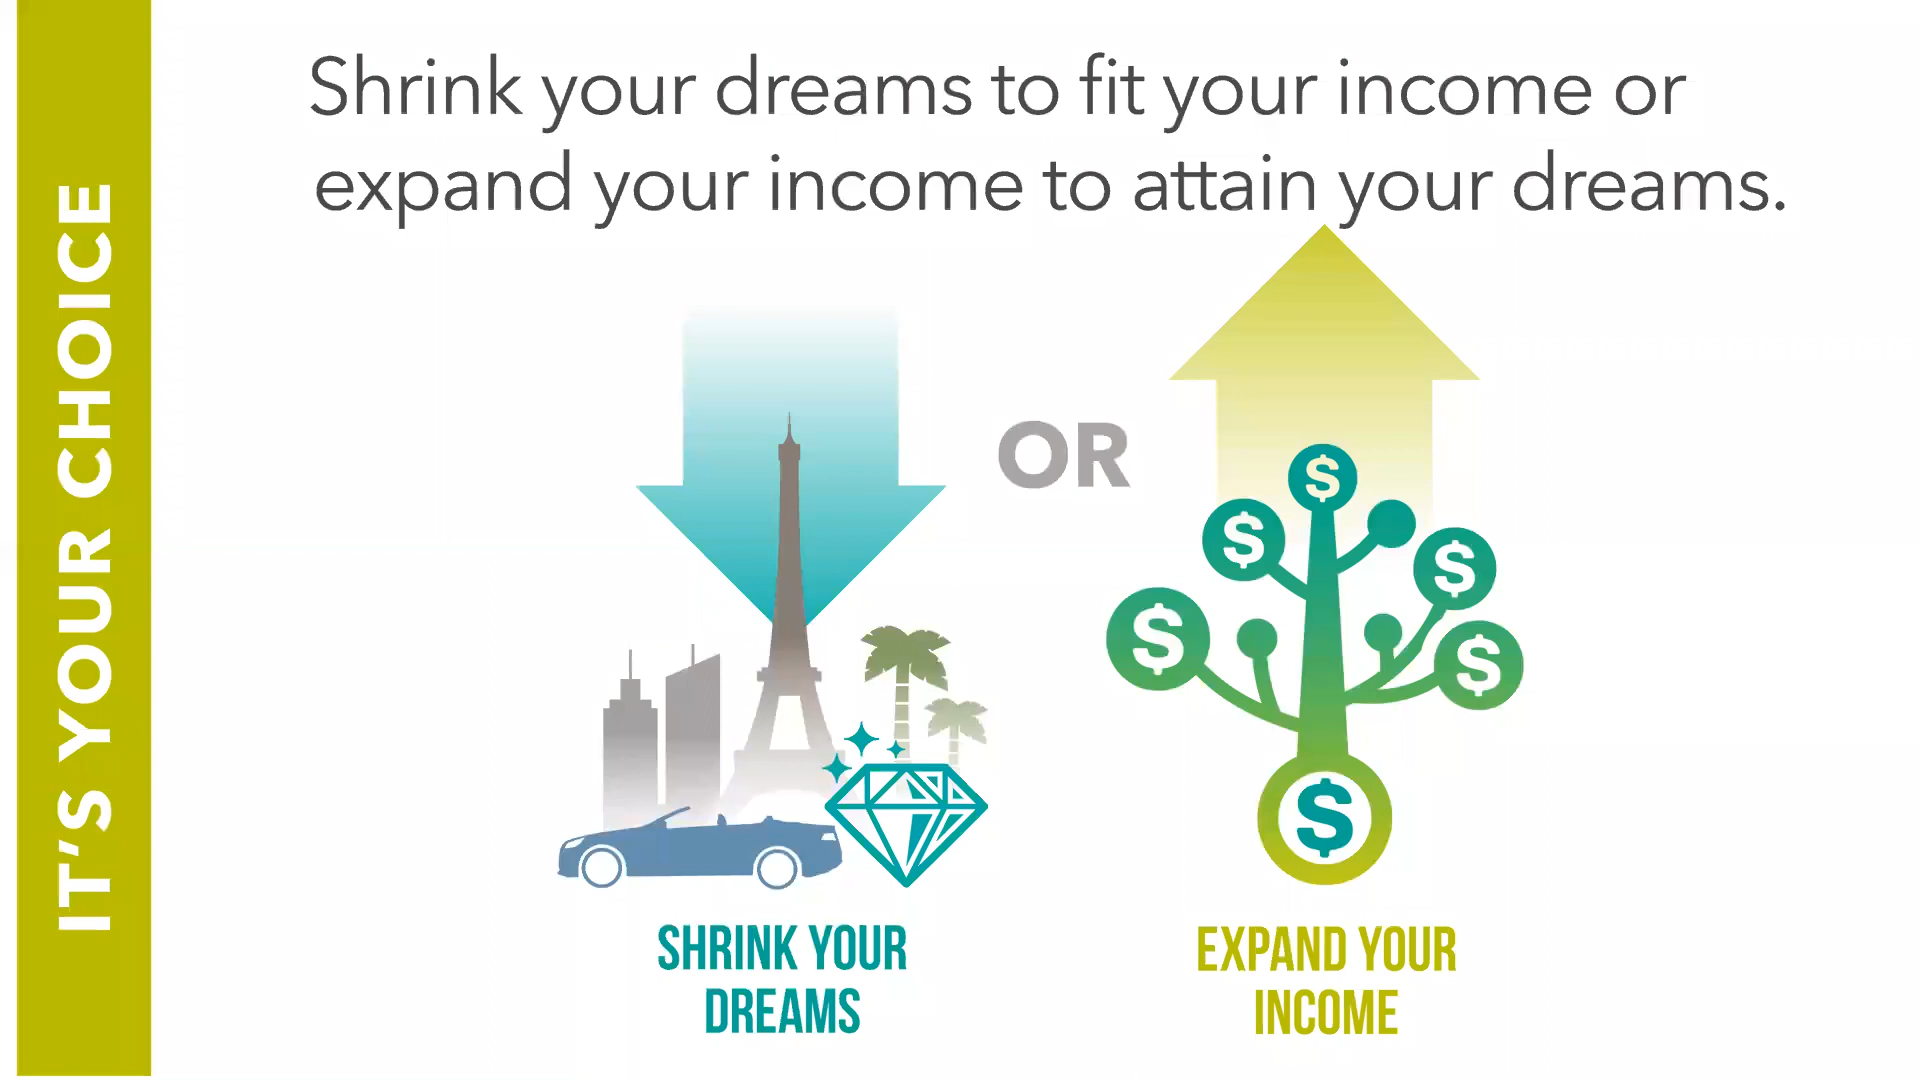 IT'S YOUR CHOICE
Shrink your dreams to fit your income or
expand your income to attain your dreams.
OR
$
$
$
$
$
$
SHRINK YOUR
DREAMS
EXPAND YOUR
INCOME